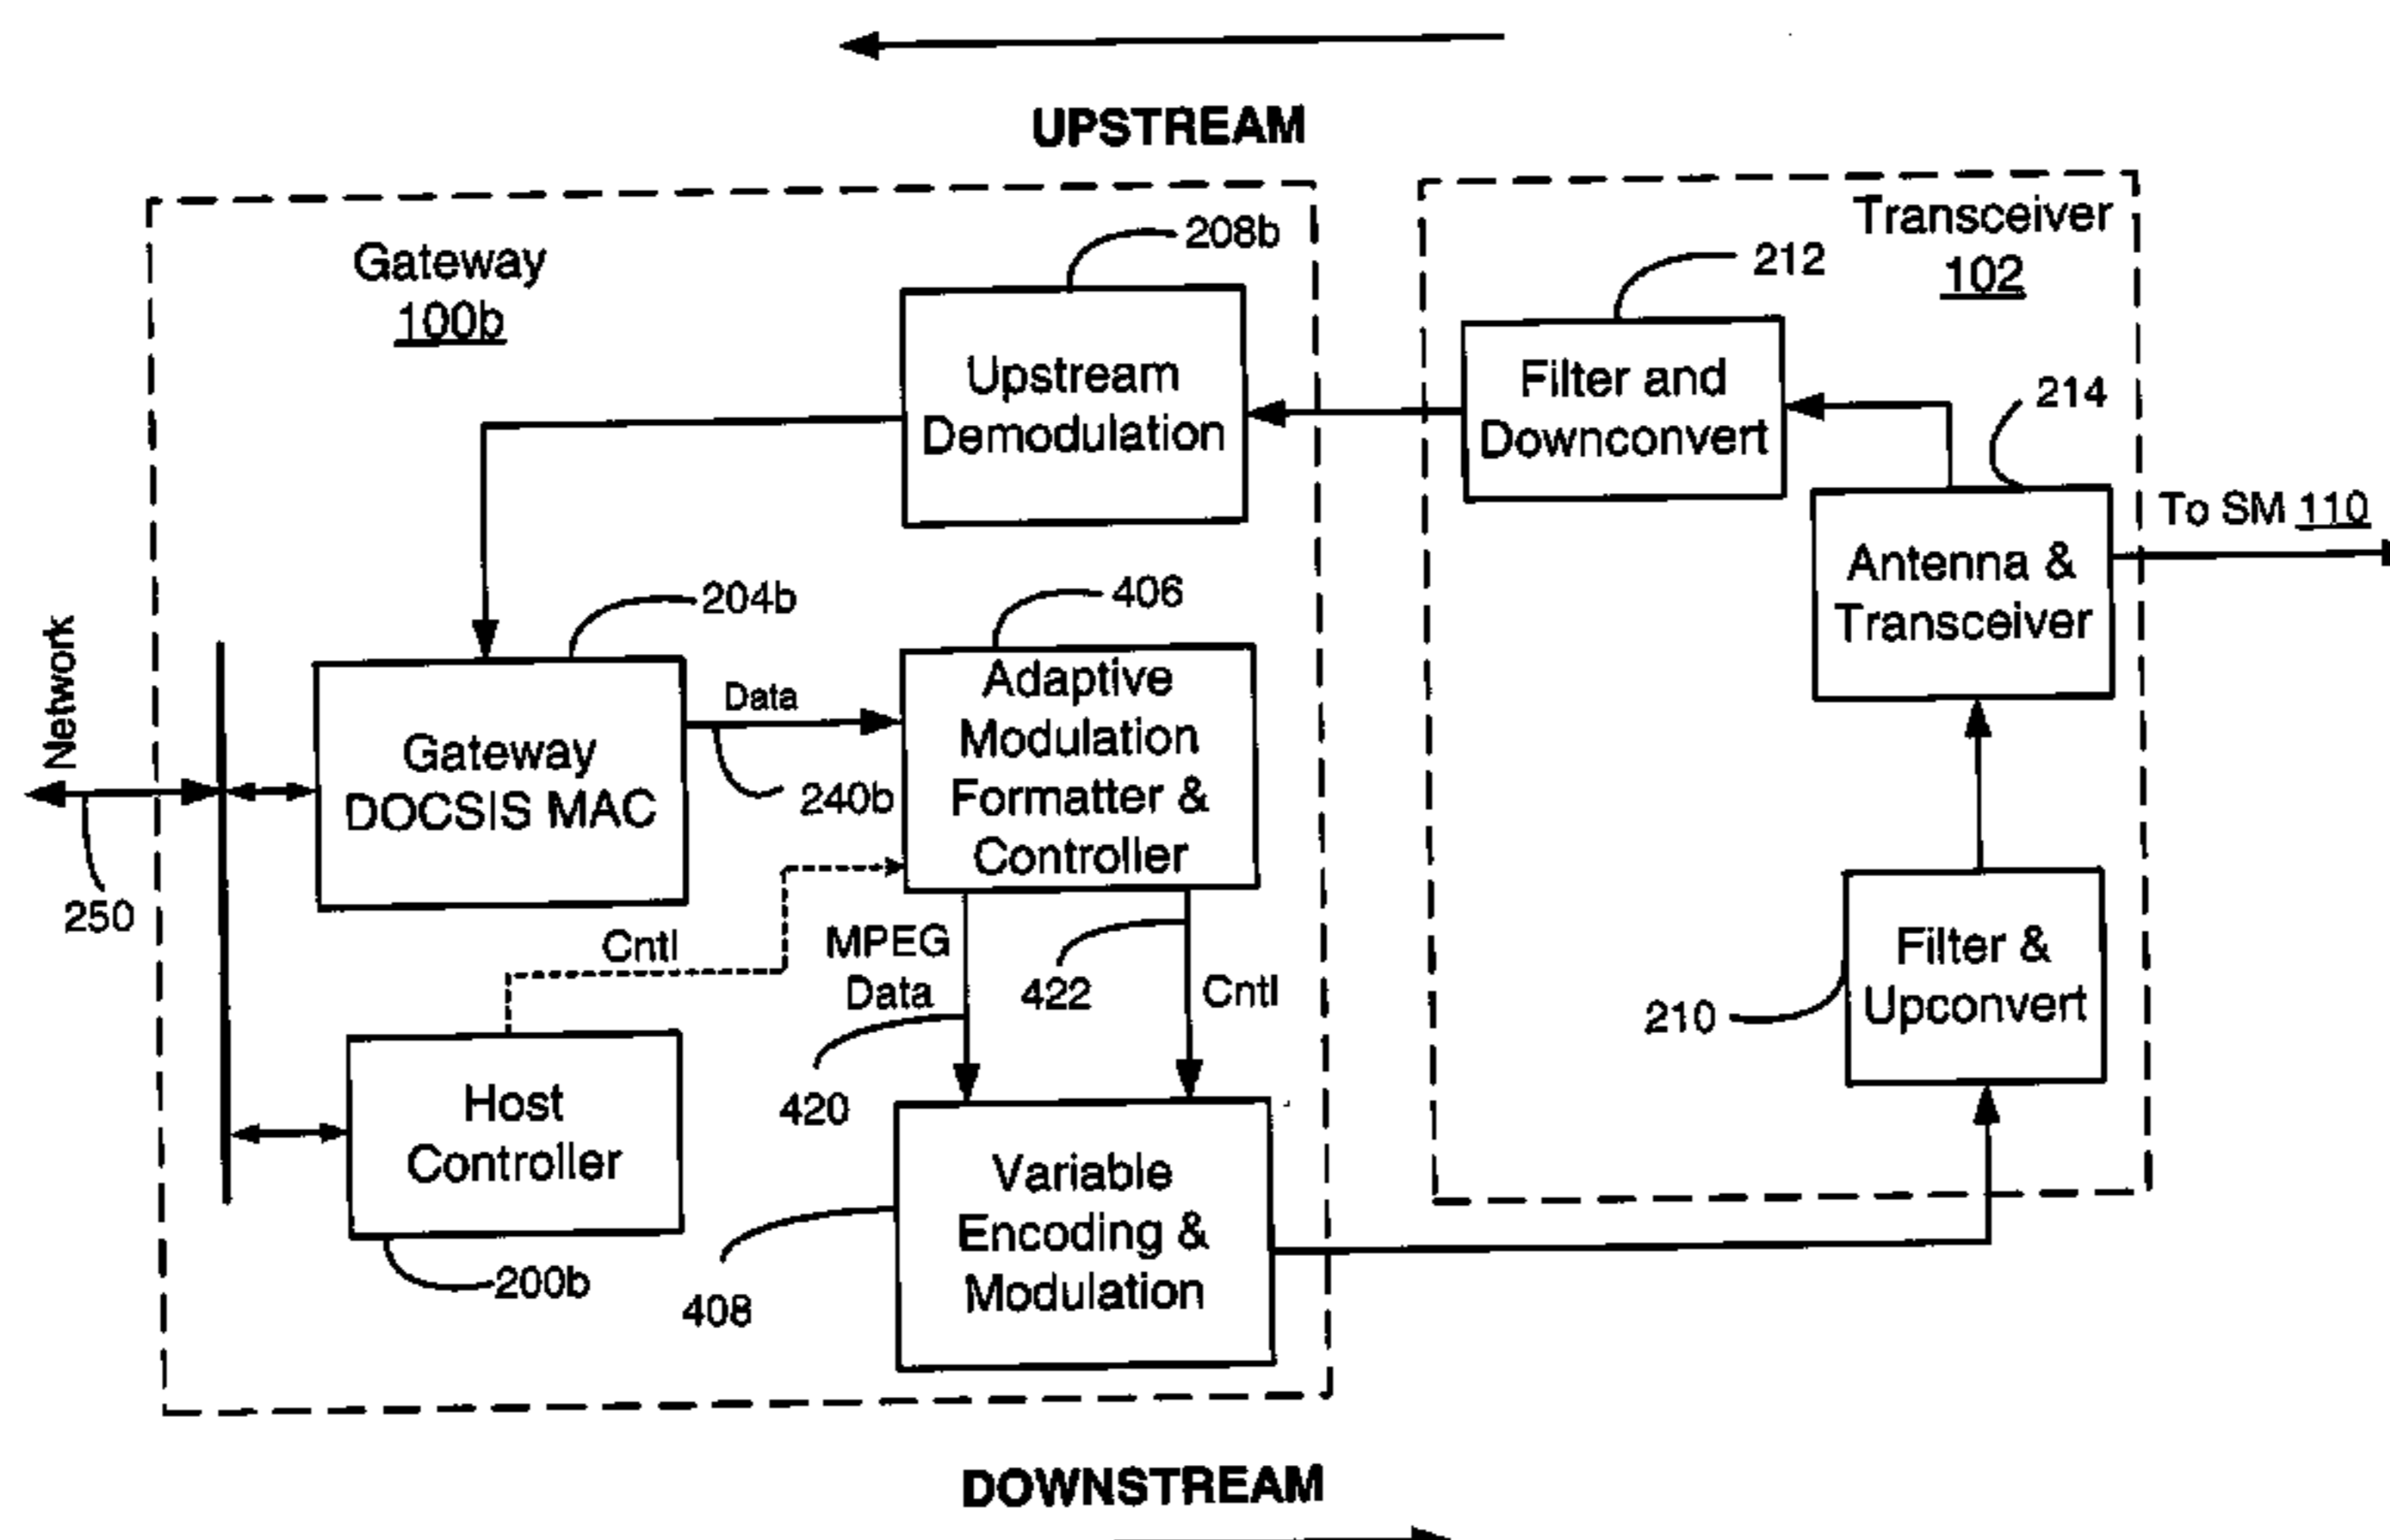 UPSTREAM
Gateway
100b
208b
Upstream
Demodulation
Transceiver
102
212
Filter and
Downconvert
214
Antenna &
Transceiver
To SM 110
Network
250
204b
Gateway
DOCSIS MAC
Data
240b
406
Adaptive
Modulation
Formatter &
Controller
Cntl
MPEG
Data
420
422
Cntl
Host
Controller
200b
408
Variable
Encoding &
Modulation
210
Filter &
Upconvert
DOWNSTREAM